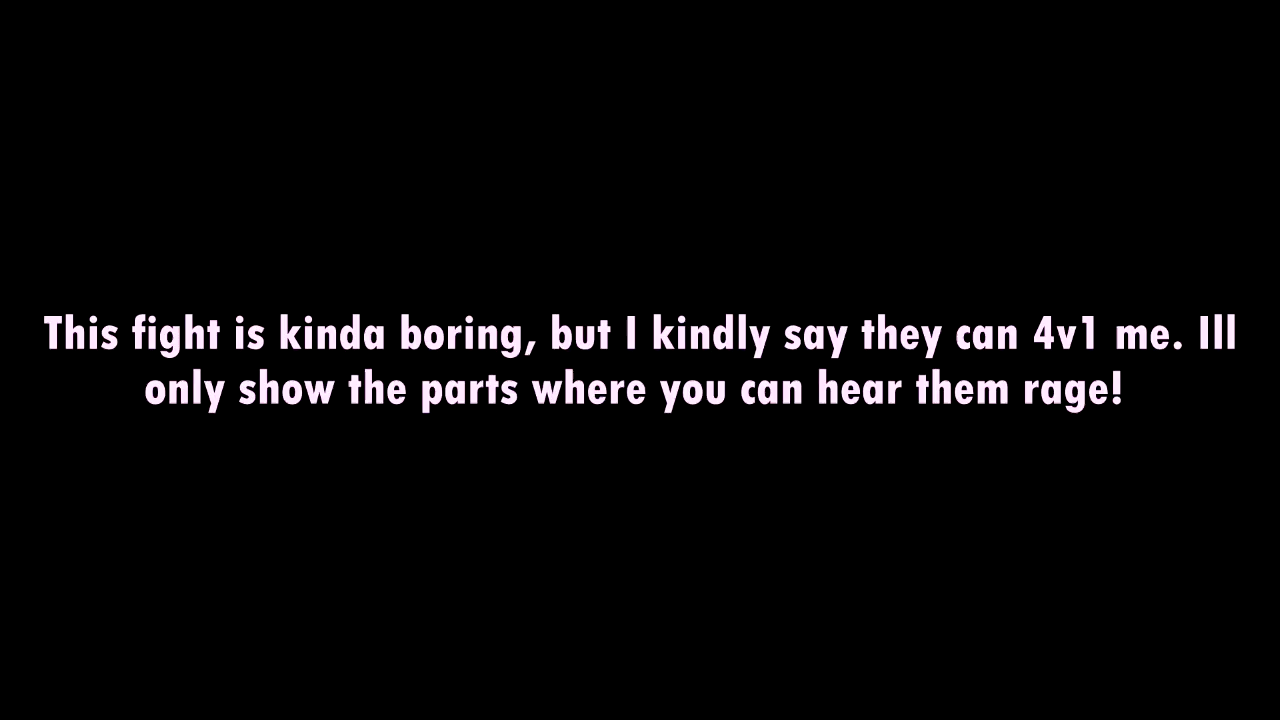 This fight is kinda boring, but I kindly say they can 4v1 me. Ill
only show the parts where you can hear them rage!